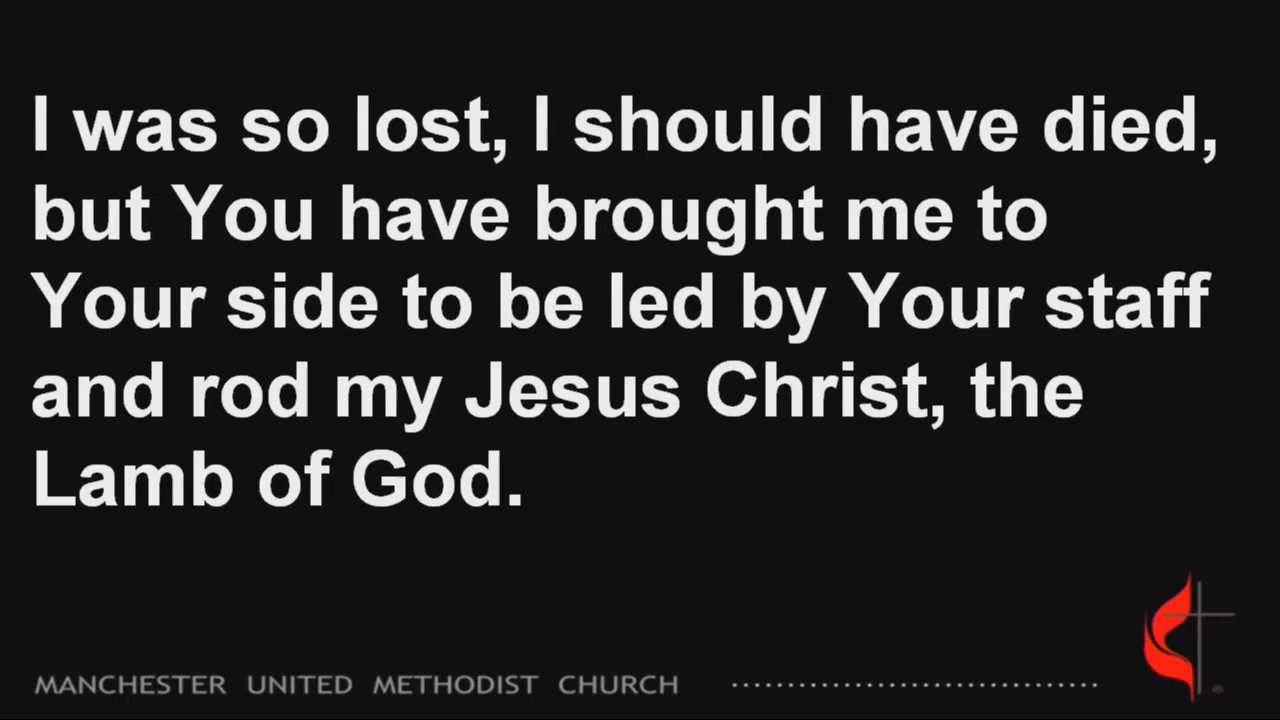 I was so lost, I should have died,
but You have brought me to
Your side to be led by Your staff
and rod my Jesus Christ, the
Lamb of God.
MANCHESTER UNITED METHODIST CHURCH